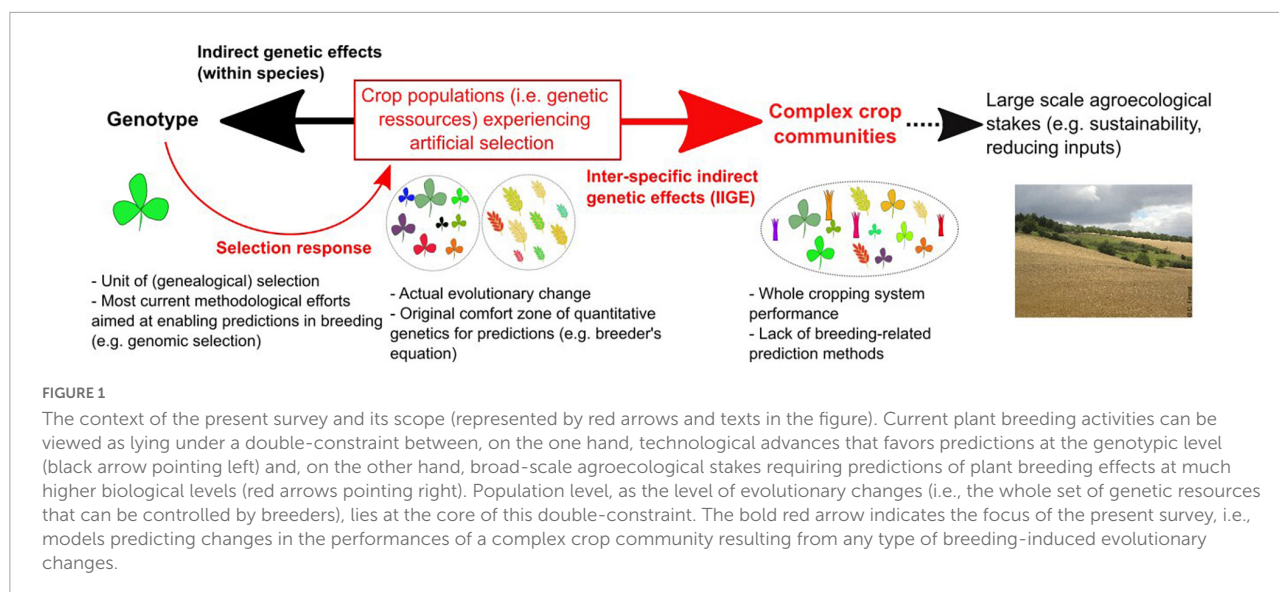 Indirect genetic effects
(within species)
Genotype
Crop populations (i.e. genetic
ressources) experiencing
artificial selection
Complex crop
communities
Large scale agroecological
stakes (e.g. sustainability,
reducing inputs)
Inter-specific indirect
genetic effects (IIGE)
Selection response
- Unit of (genealogical) selection
- Most current methodological efforts
aimed at enabling predictions in breeding
(e.g. genomic selection)
- Actual evolutionary change
- Original comfort zone of quantitative
genetics for predictions (e.g. breeder's
equation)
- Whole cropping system
performance
- Lack of breeding-related
prediction methods
FIGURE 1
The context of the present survey and its scope (represented by red arrows and texts in the figure). Current plant breeding activities can be
viewed as lying under a double-constraint between, on the one hand, technological advances that favors predictions at the genotypic level
(black arrow pointing left) and, on the other hand, broad-scale agroecological stakes requiring predictions of plant breeding effects at much
higher biological levels (red arrows pointing right). Population level, as the level of evolutionary changes (i.e., the whole set of genetic resources
that can be controlled by breeders), lies at the core of this double-constraint. The bold red arrow indicates the focus of the present survey, i.e.,
models predicting changes in the performances of a complex crop community resulting from any type of breeding-induced evolutionary
changes.